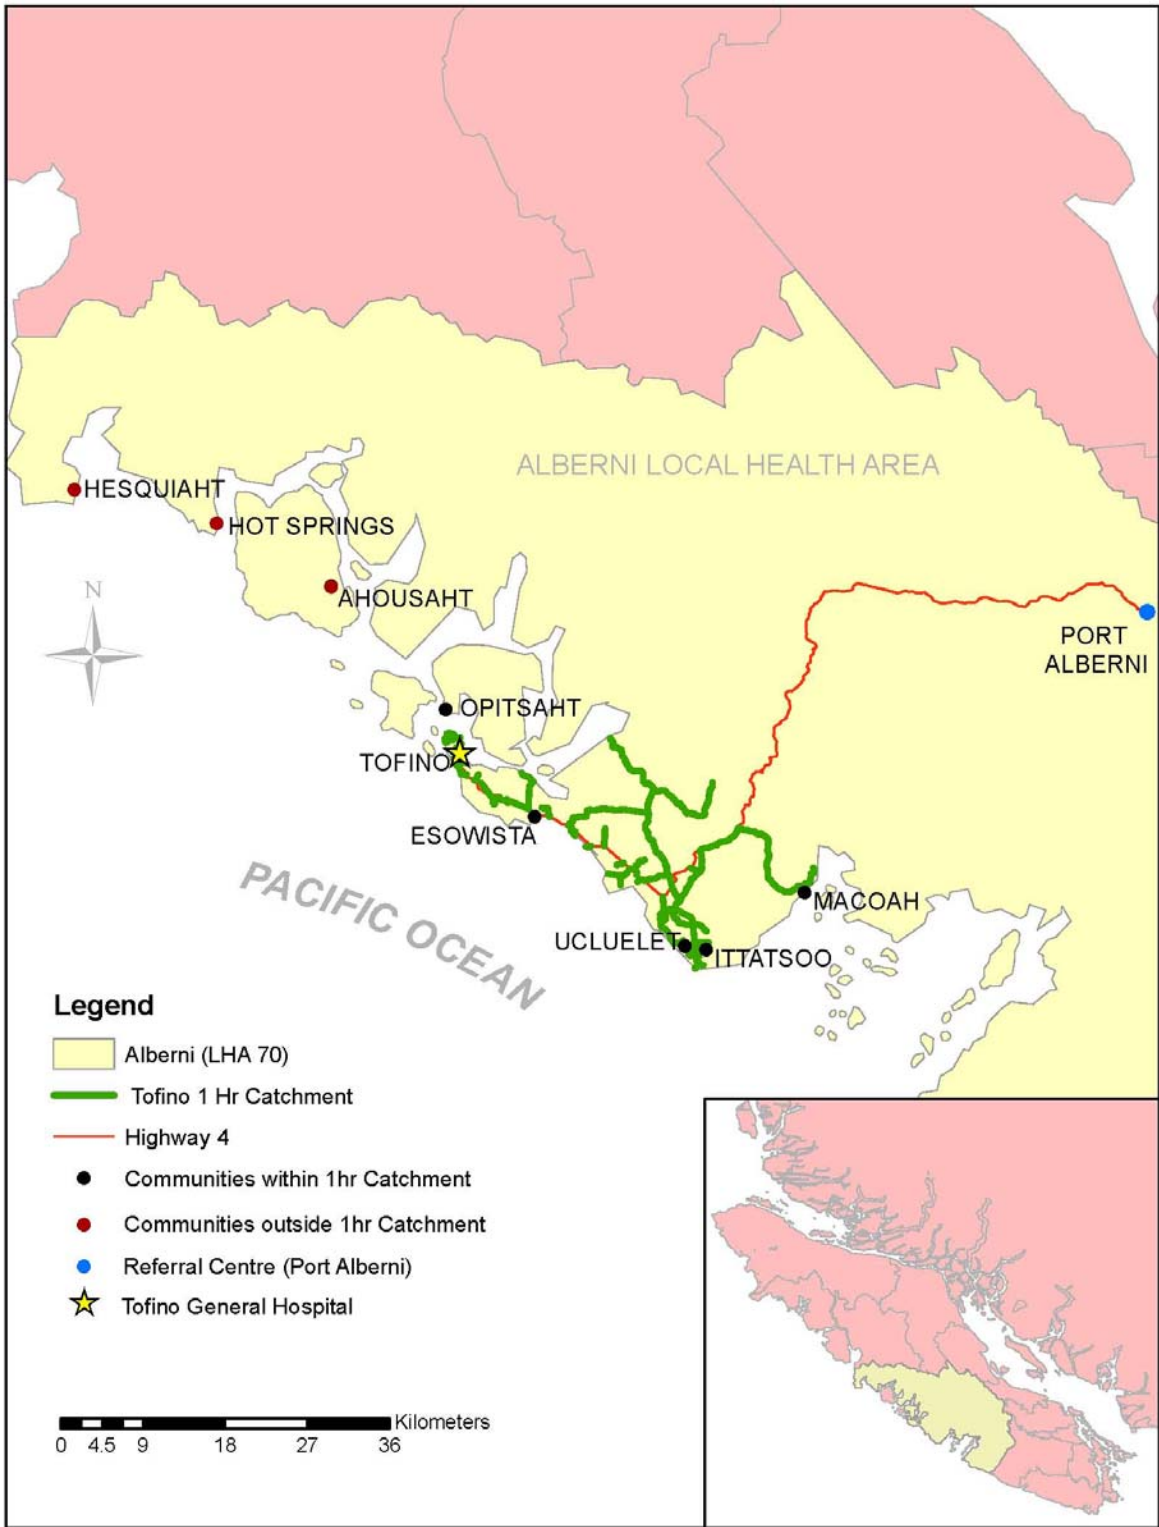 ALBERNI LOCAL HEALTH AREA
HESQUIAHT
HOT SPRINGS
N
AHOUSAHT
PORT
ALBERNI
OPITSAHT
TOFINO
ESOWISTA
PACIFIC OCEAN
MACOAH
UCLUELET
ITTATSOO
Legend
Alberni (LHA 70)
Tofino 1 Hr Catchment
Highway 4
Communities within 1hr Catchment
Communities outside 1hr Catchment
Referral Centre (Port Alberni)
Tofino General Hospital
Kilometers
0 4.5 9 18 27 36